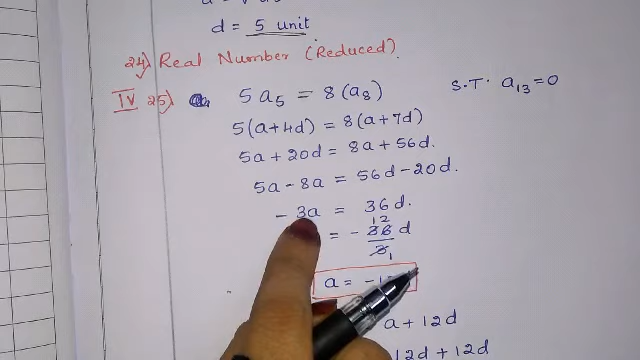 d = 5 unit
24) Real Number (Reduced).
IV 25) 5a₅ = 8(a₈) S.T. a₁₃=0
5(a+4d) = 8(a+7d)
5a+20d = 8a+56d
5a-8a = 56d-20d.
-3a = 36d.
12
= -36 d
3 1
a = -1
a+12d
12d+12d